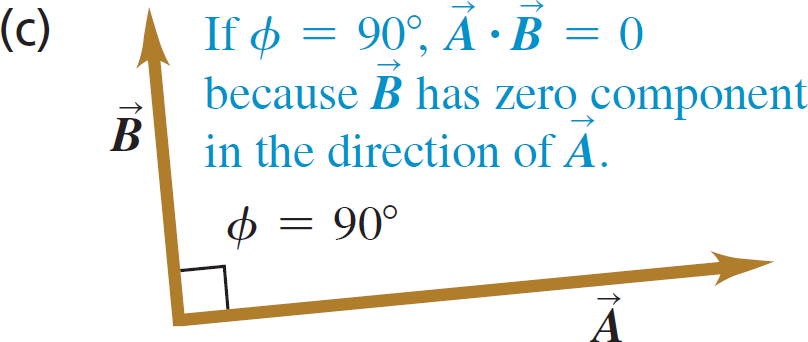 (c)
If ϕ = 90°, A⃗ · B⃗ = 0
because B⃗ has zero component
in the direction of A⃗.
B⃗
ϕ = 90°
A⃗